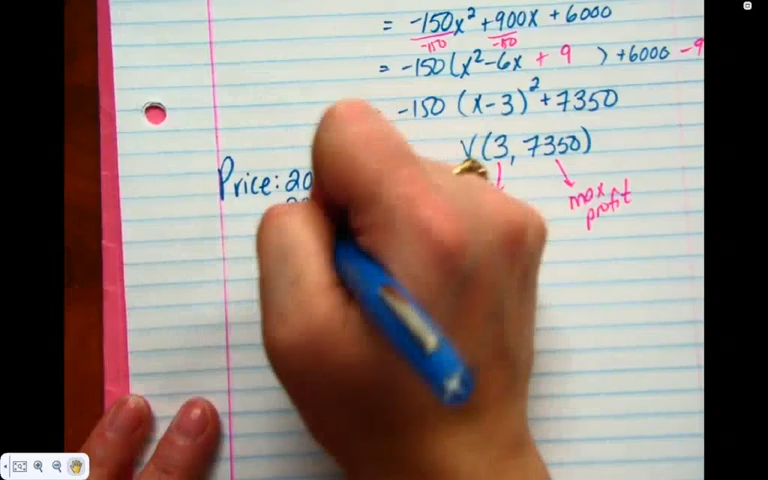 = -150x² + 900x + 6000
-150 -150
= -150(x² - 6x + 9 ) + 6000 - 9
-150 (x - 3)² + 7350
V(3, 7350)
max
profit
Price: 20